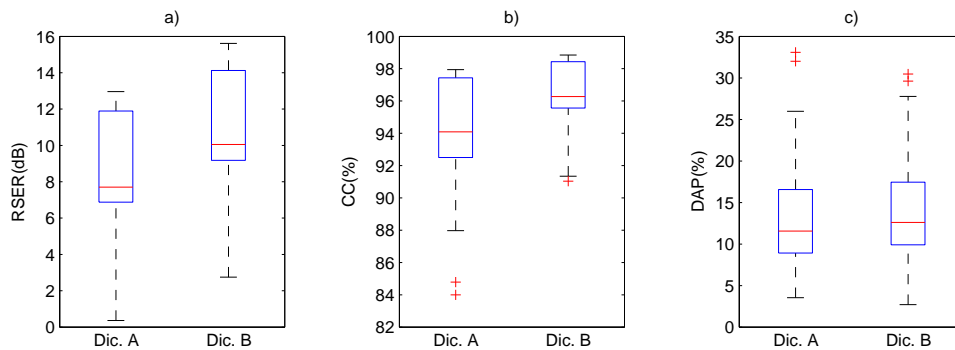 a)
RSER(dB)
16
14
12
10
8
6
4
2
0
Dic. A
Dic. B
b)
CC(%)
100
98
96
94
92
90
88
86
84
82
Dic. A
Dic. B
c)
DAP(%)
35
30
25
20
15
10
5
0
Dic. A
Dic. B